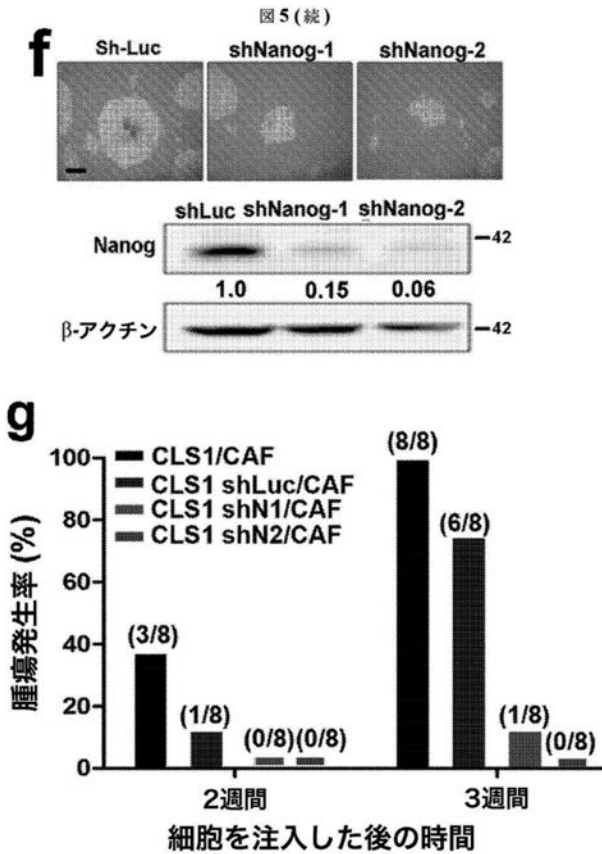 図 5 (続)
f
Sh-Luc shNanog-1 shNanog-2
shLuc shNanog-1 shNanog-2
Nanog 42
1.0 0.15 0.06
β-アクチン 42
g
腫瘍発生率 (%)
100
80
60
40
20
0
CLS1/CAF
CLS1 shLuc/CAF
CLS1 shN1/CAF
CLS1 shN2/CAF
(3/8)
(1/8)
(0/8) (0/8)
(8/8)
(6/8)
(1/8)
(0/8)
2週間 3週間
細胞を注入した後の時間